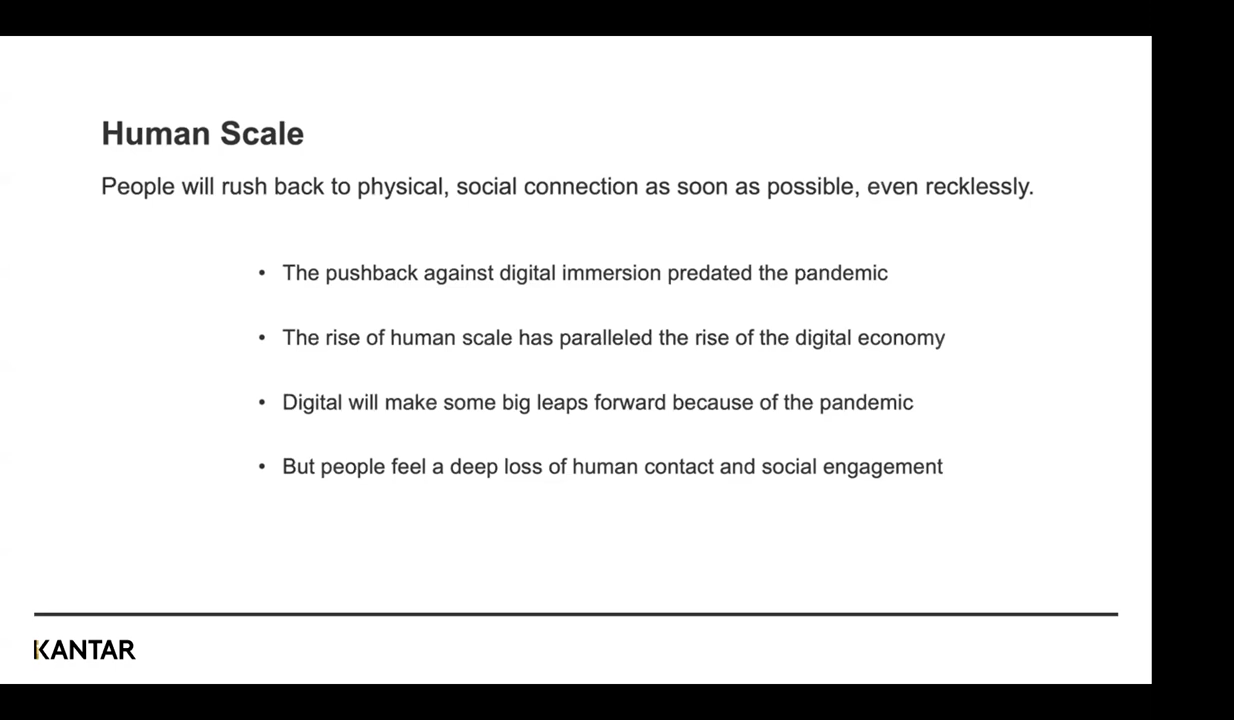 Human Scale
People will rush back to physical, social connection as soon as possible, even recklessly.
• The pushback against digital immersion predated the pandemic
• The rise of human scale has paralleled the rise of the digital economy
• Digital will make some big leaps forward because of the pandemic
• But people feel a deep loss of human contact and social engagement
KANTAR